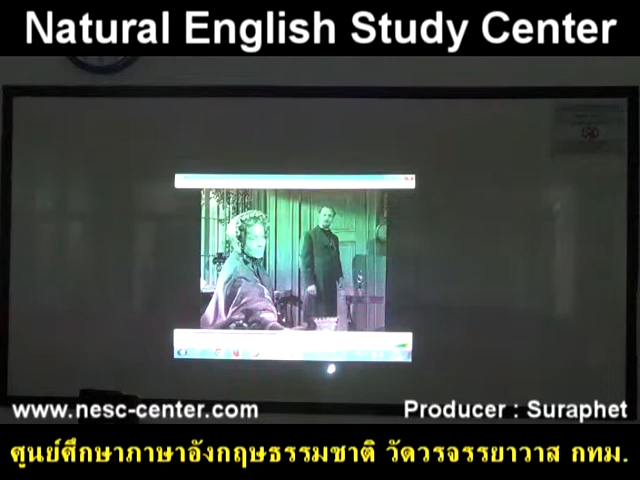 Natural English Study Center
www.nesc-center.com
Producer : Suraphet
ศูนย์ศึกษาภาษาอังกฤษธรรมชาติ วัดวรจรรยาวาส กทม.